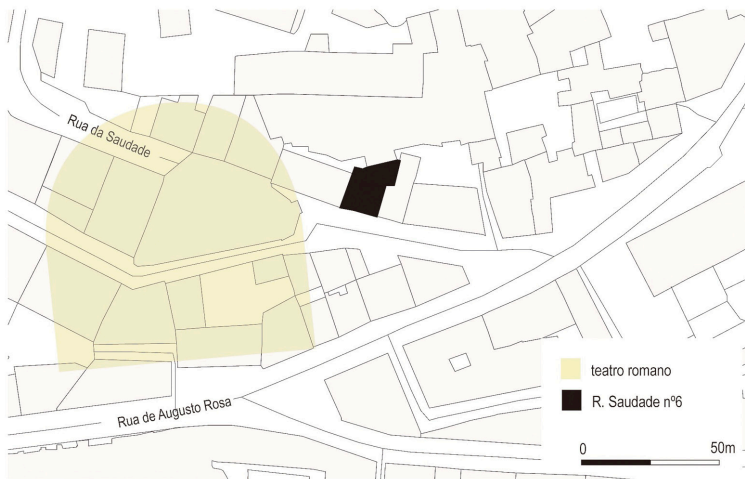 Rua da Saudade
teatro romano
R. Saudade nº6
Rua de Augusto Rosa
0 50m